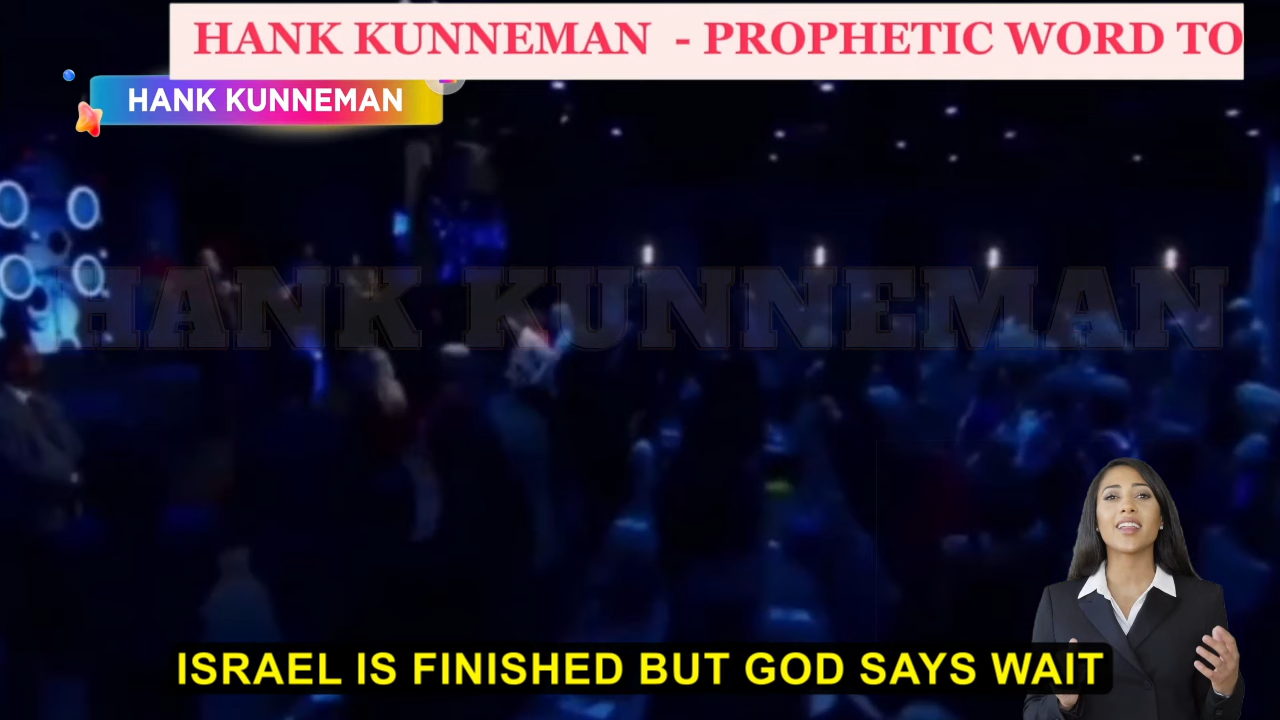 HANK KUNNEMAN - PROPHETIC WORD TO
HANK KUNNEMAN
HANK KUNNEMAN
ISRAEL IS FINISHED BUT GOD SAYS WAIT